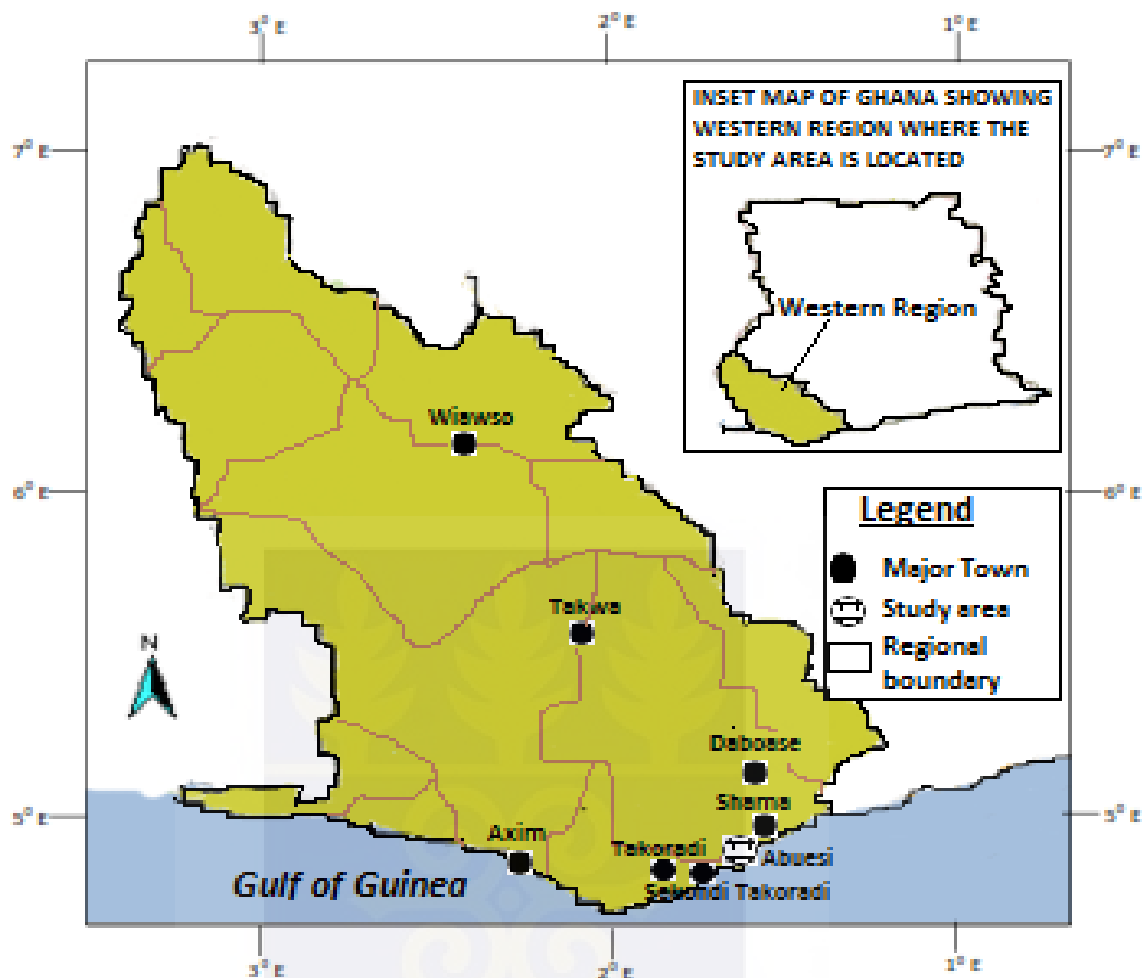 3° E 2° E 1° E
INSET MAP OF GHANA SHOWING
WESTERN REGION WHERE THE
STUDY AREA IS LOCATED
7° E 7° E
Western Region
Wiawso
6° E 6° E
Legend
Major Town
Study area
Regional
boundary
Takwa
N
Daboase
Shama
5° E 5° E
Axim
Takoradi
Abuesi
Gulf of Guinea
Sekondi Takoradi
3° E 2° E 1° E